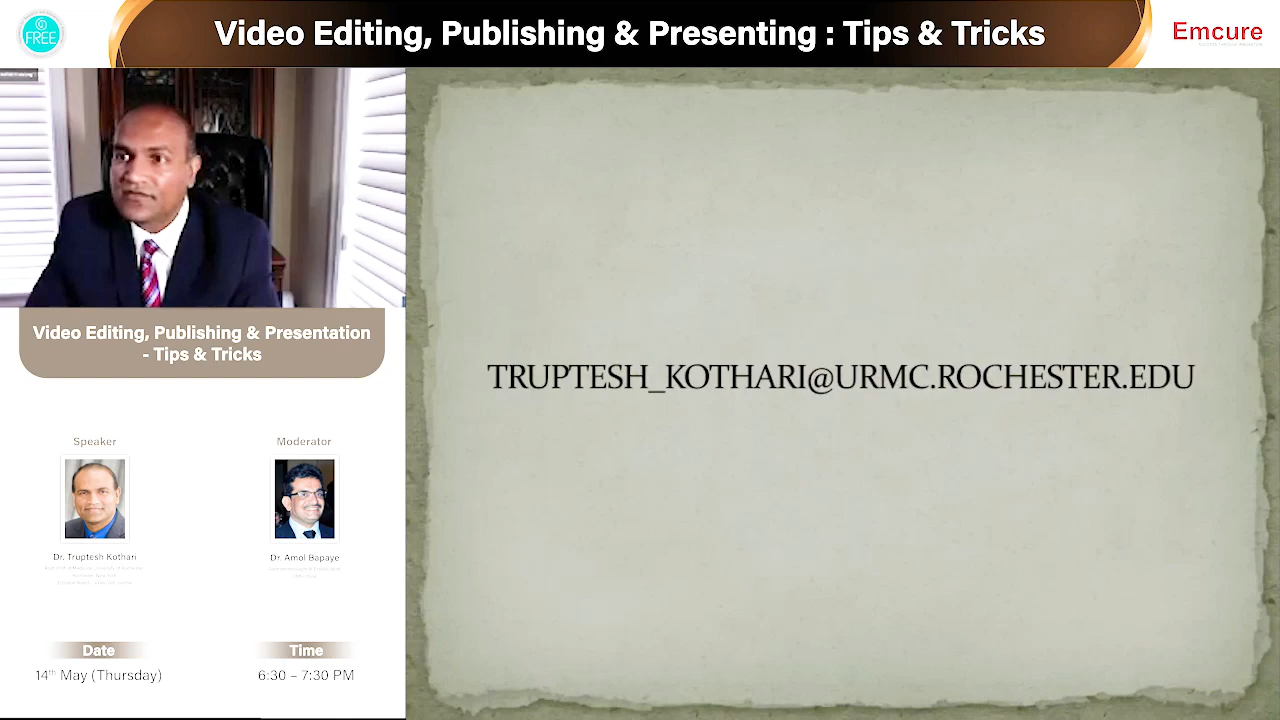 FREE
Video Editing, Publishing & Presenting : Tips & Tricks
Emcure
Video Editing, Publishing & Presentation
- Tips & Tricks
TRUPTESH_KOTHARI@URMC.ROCHESTER.EDU
Speaker
Moderator
Dr. Truptesh Kothari
Dr. Amol Bapaye
Date
Time
14th May (Thursday)
6:30 – 7:30 PM